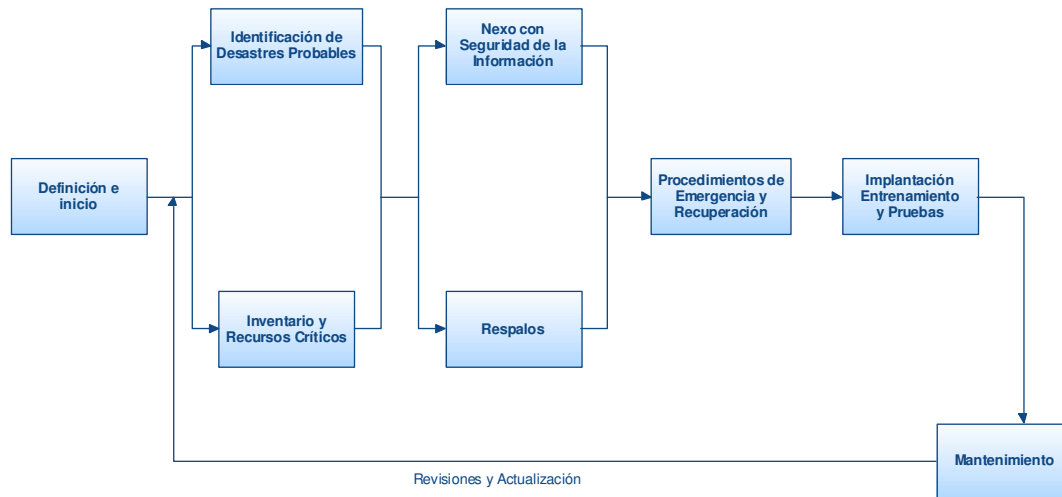 Identificación de
Desastres Probables
Nexo con
Seguridad de la
Información
Definición e
inicio
Procedimientos de
Emergencia y
Recuperación
Implantación
Entrenamiento
y Pruebas
Inventario y
Recursos Críticos
Respalos
Mantenimiento
Revisiones y Actualización